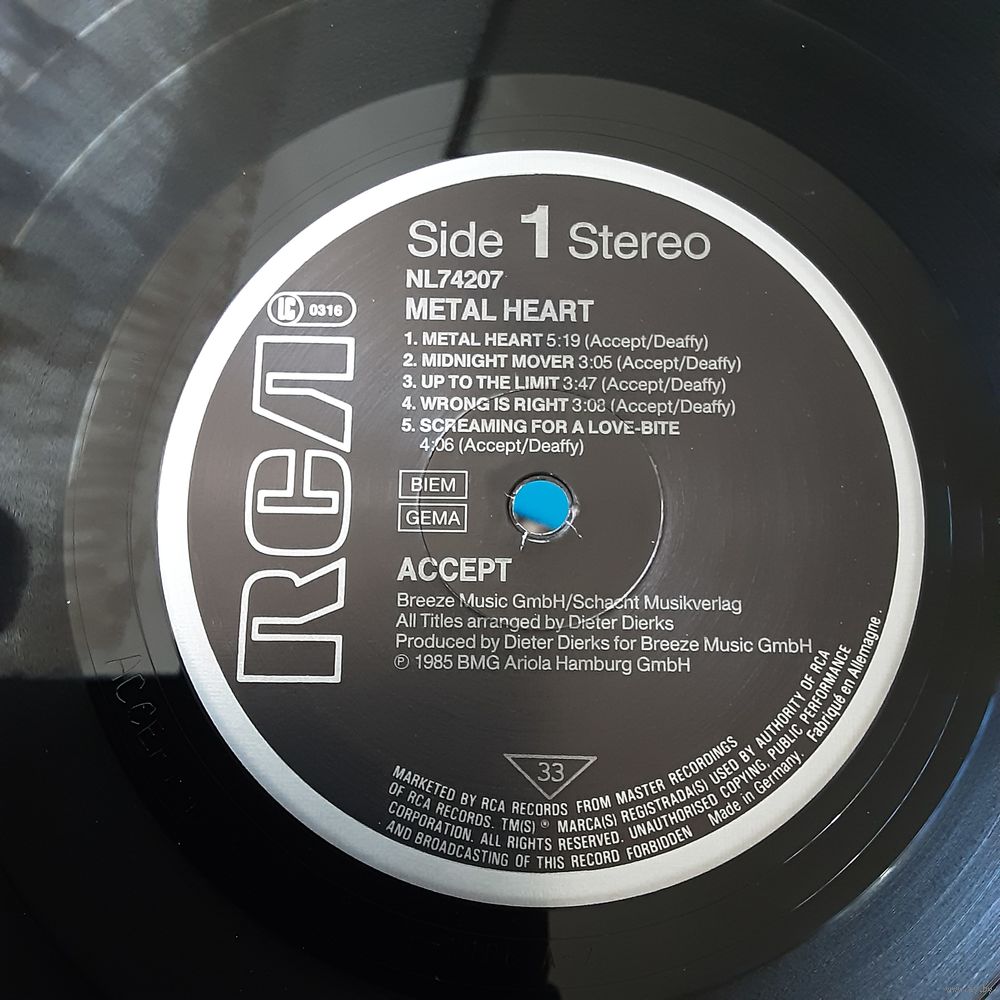 Side 1 Stereo
NL74207
METAL HEART
LC 0316
RCA
1. METAL HEART 5:19 (Accept/Deaffy)
2. MIDNIGHT MOVER 3:05 (Accept/Deaffy)
3. UP TO THE LIMIT 3:47 (Accept/Deaffy)
4. WRONG IS RIGHT 3:08 (Accept/Deaffy)
5. SCREAMING FOR A LOVE-BITE
4:06 (Accept/Deaffy)
BIEM
GEMA
ACCEPT
Breeze Music GmbH/Schacht Musikverlag
All Titles arranged by Dieter Dierks
Produced by Dieter Dierks for Breeze Music GmbH
℗ 1985 BMG Ariola Hamburg GmbH
33
MARKETED BY RCA RECORDS FROM MASTER RECORDINGS
OF RCA RECORDS. TM(S) ® MARCA(S) REGISTRADA(S) USED BY AUTHORITY OF RCA
CORPORATION. ALL RIGHTS RESERVED. UNAUTHORISED COPYING, PUBLIC PERFORMANCE
AND BROADCASTING OF THIS RECORD FORBIDDEN Made in Germany. Fabriqué en Allemagne.
ACCEPT